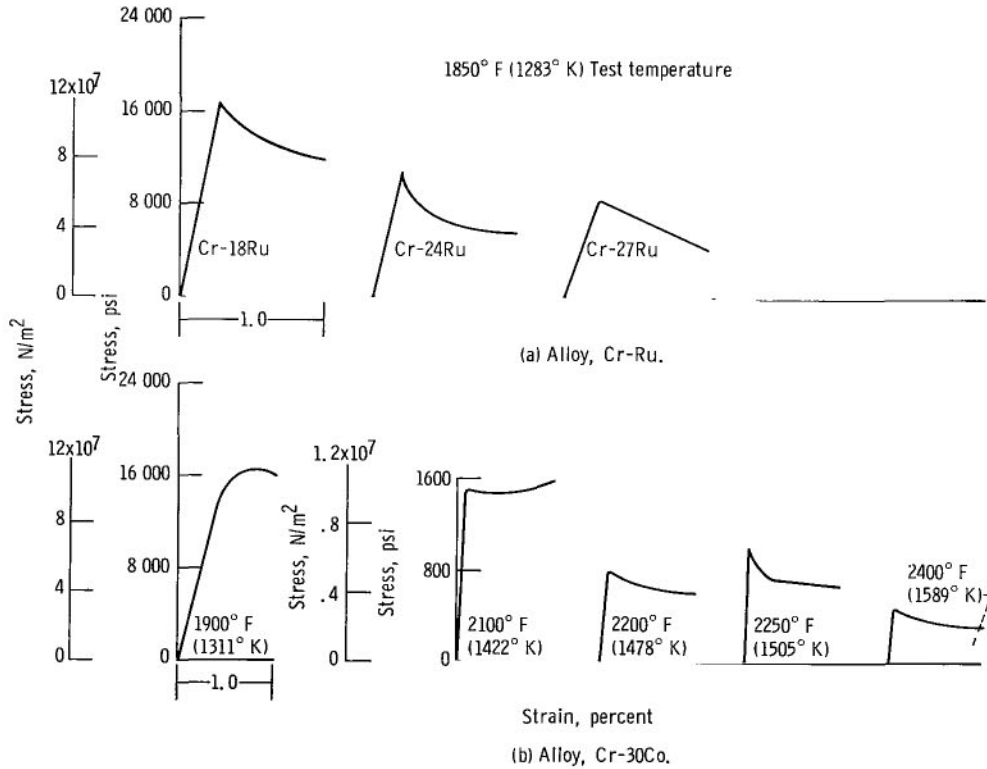 24 000
1850° F (1283° K) Test temperature
12x10⁷
16 000
8
8 000
4
Cr-18Ru
Cr-24Ru
Cr-27Ru
0
0
Stress, N/m²
Stress, psi
1.0
(a) Alloy, Cr-Ru.
24 000
12x10⁷
16 000
8
8 000
4
0
0
1900° F
(1311° K)
1.0
1.2x10⁷
Stress, N/m²
.8
.4
0
Stress, psi
1600
800
0
2100° F
(1422° K)
2200° F
(1478° K)
2250° F
(1505° K)
2400° F
(1589° K)
Strain, percent
(b) Alloy, Cr-30Co.